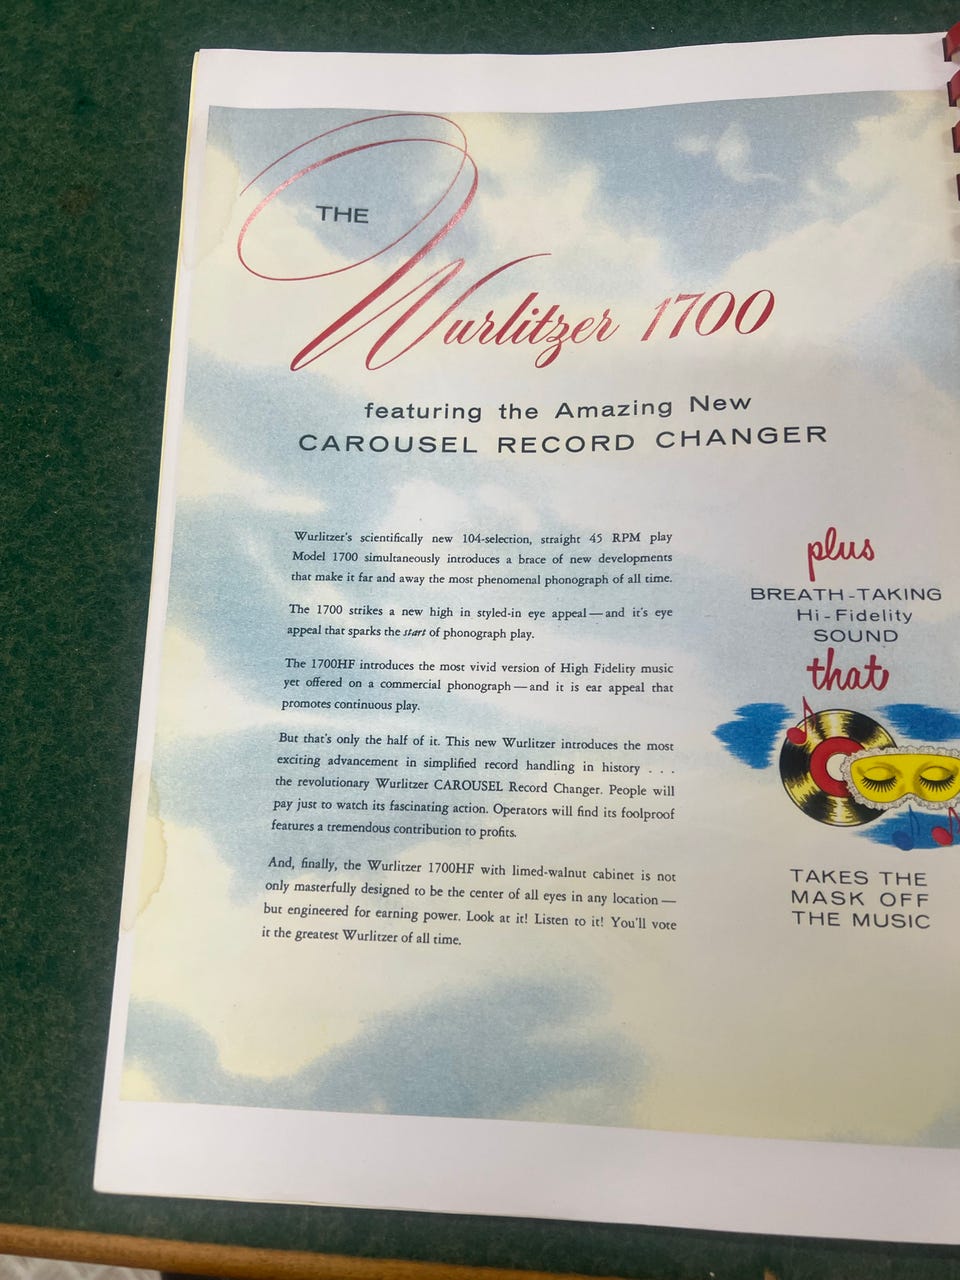 THE
Wurlitzer 1700
featuring the Amazing New
CAROUSEL RECORD CHANGER
Wurlitzer's scientifically new 104-selection, straight 45 RPM play
Model 1700 simultaneously introduces a brace of new developments
that make it far and away the most phenomenal phonograph of all time.
The 1700 strikes a new high in styled-in eye appeal — and it's eye
appeal that sparks the start of phonograph play.
The 1700HF introduces the most vivid version of High Fidelity music
yet offered on a commercial phonograph — and it is ear appeal that
promotes continuous play.
But that's only the half of it. This new Wurlitzer introduces the most
exciting advancement in simplified record handling in history . . .
the revolutionary Wurlitzer CAROUSEL Record Changer. People will
pay just to watch its fascinating action. Operators will find its foolproof
features a tremendous contribution to profits.
And, finally, the Wurlitzer 1700HF with limed-walnut cabinet is not
only masterfully designed to be the center of all eyes in any location —
but engineered for earning power. Look at it! Listen to it! You'll vote
it the greatest Wurlitzer of all time.
plus
BREATH-TAKING
Hi-Fidelity
SOUND
that
TAKES THE
MASK OFF
THE MUSIC